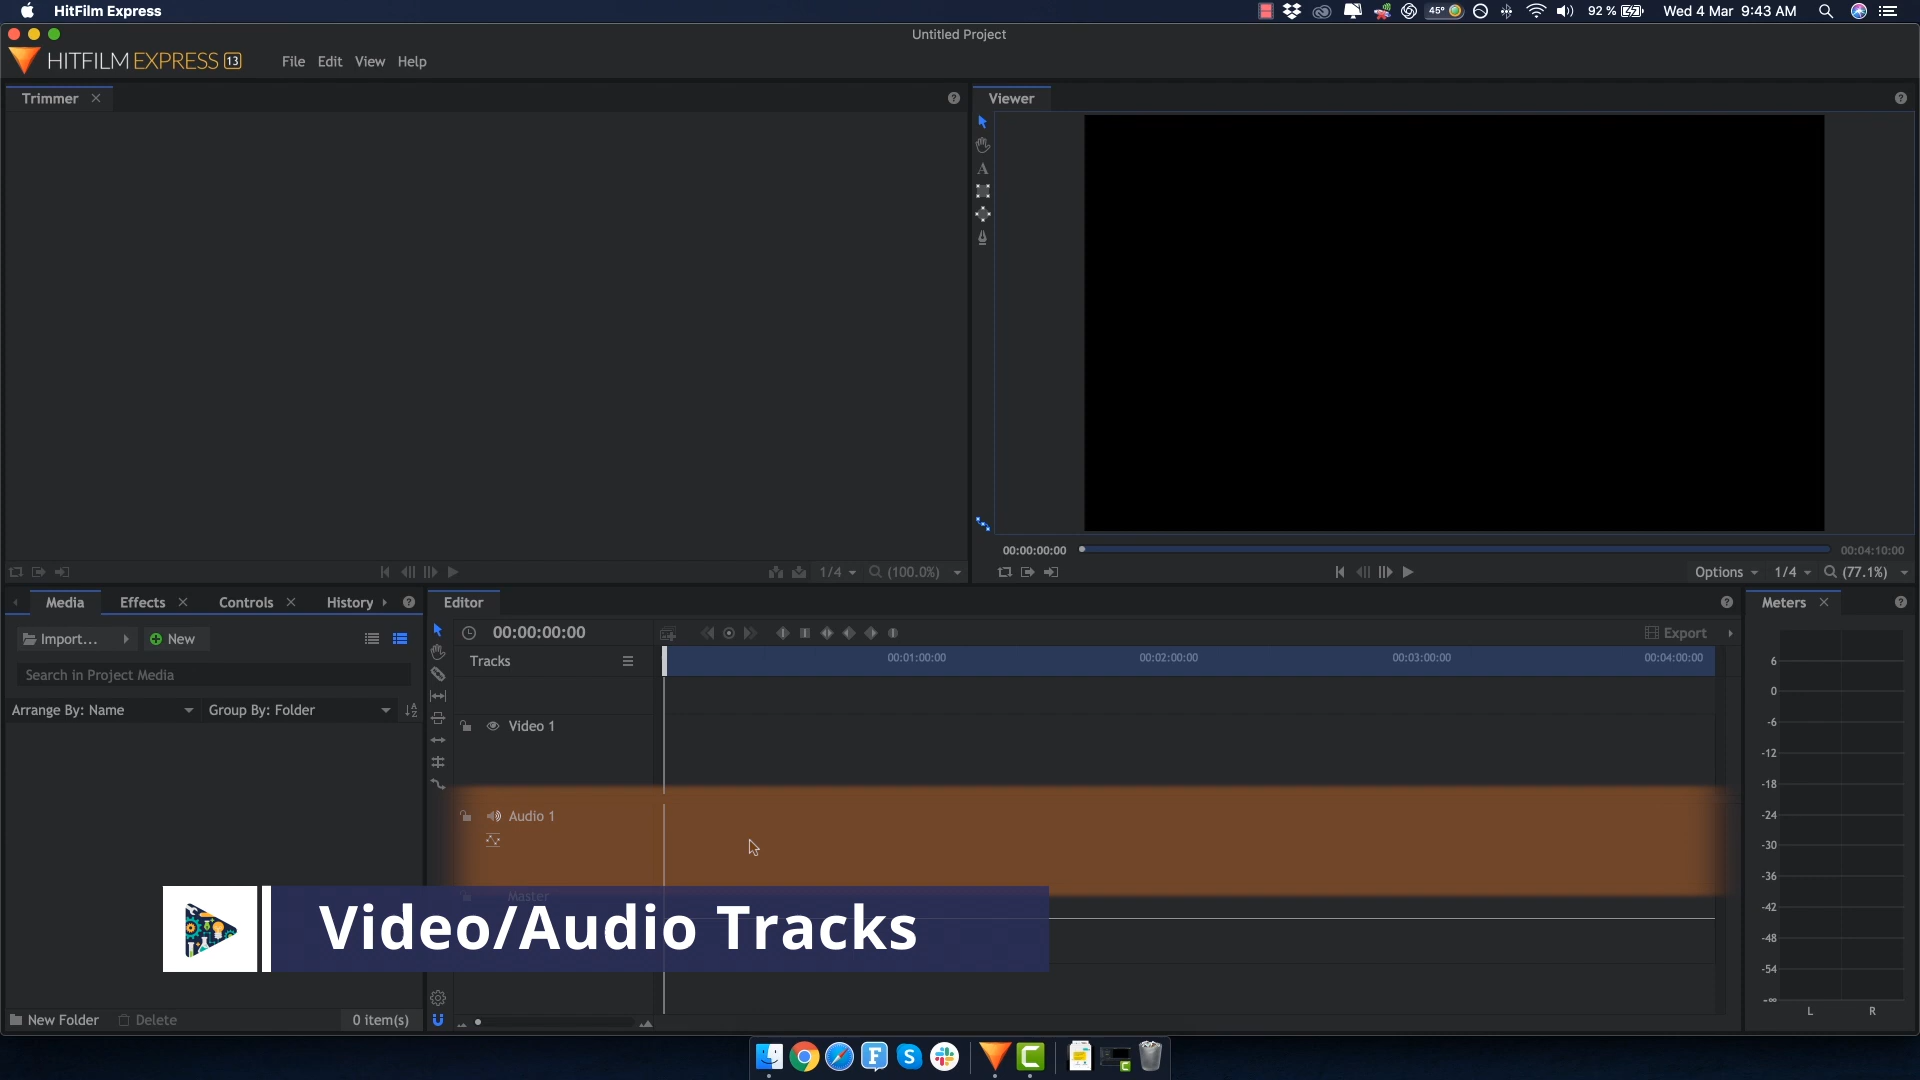 HitFilm Express
45°
92 %
Wed 4 Mar 9:43 AM
Untitled Project
HITFILM EXPRESS 13
File Edit View Help
Trimmer
Viewer
A
00:00:00:00
00:04:10:00
1/4
(100.0%)
Options
1/4
(77.1%)
Media
Effects
Controls
History
Editor
Meters
Import...
New
00:00:00:00
Export
Tracks
00:01:00:00
00:02:00:00
00:03:00:00
00:04:00:00
Search in Project Media
Arrange By: Name
Group By: Folder
Video 1
Audio 1
Master
Video/Audio Tracks
6
0
-6
-12
-18
-24
-30
-36
-42
-48
-54
-∞
L
R
New Folder
Delete
0 item(s)